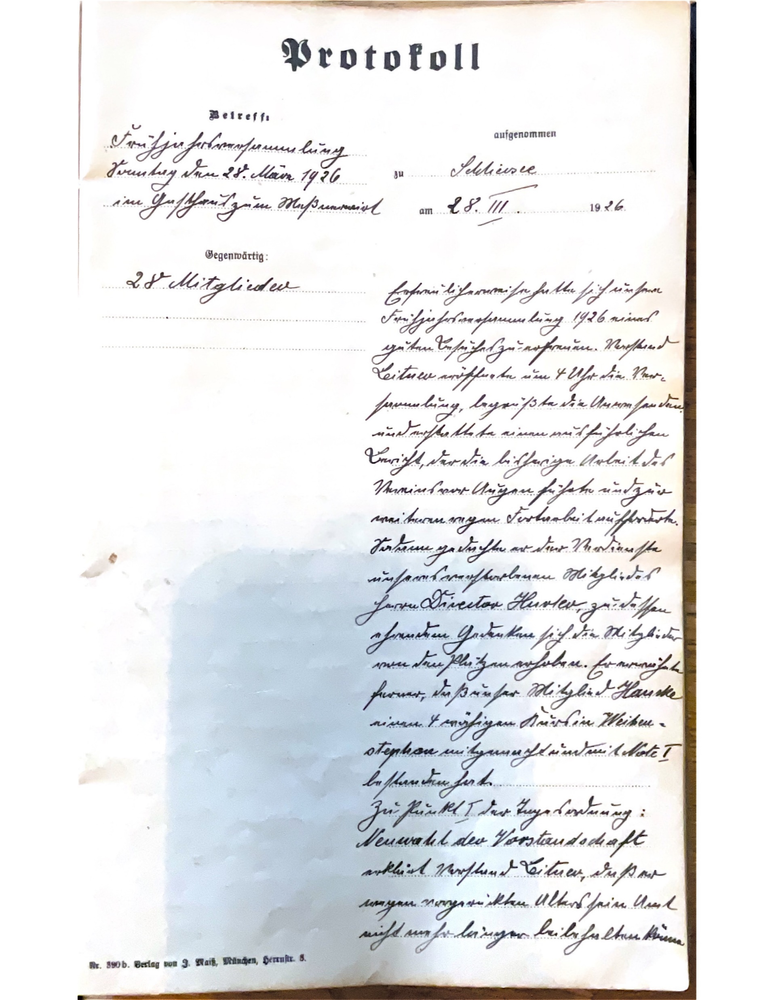 Protokoll
Betreff:
Frühjahrsversammlung
Sonntag den 28. März 1926
im Gasthaus zum Meßnerwirt
aufgenommen
zu Schliersee
am 28. III. 1926
Gegenwärtig:
28 Mitglieder
Erfreulicherweise hatte sich unsere
Frühjahrsversammlung 1926 eines
guten Besuches zu erfreuen. Vorstand
Leitner eröffnete um 4 Uhr die Ver-
sammlung, begrüßte die Anwesenden
und erstattete einen ausführlichen
Bericht, der die bisherige Arbeit des
Vereins vor Augen führte und zur
weiteren regen Fortarbeit aufforderte.
Sodann gedachte er der Verdienste
unseres verstorbenen Mitgliedes
Herrn Director Hurler, zu dessen
ehrendem Gedenken sich die Mitglieder
von den Plätzen erhoben. Er erwähnte
ferner, daß unser Mitglied Hanske
einen 4 wöchigen Kurs in Weihen-
stephan mitgemacht und mit Note I
bestanden hat.
Zu Punkt I der Tagesordnung:
Neuwahl der Vorstandschaft
erklärt Vorstand Leitner, daß er
wegen vorgerückten Alters sein Amt
nicht mehr länger beibehalten könne
Nr. 390 b. Verlag von J. Maiß, München, Herrnstr. 8.